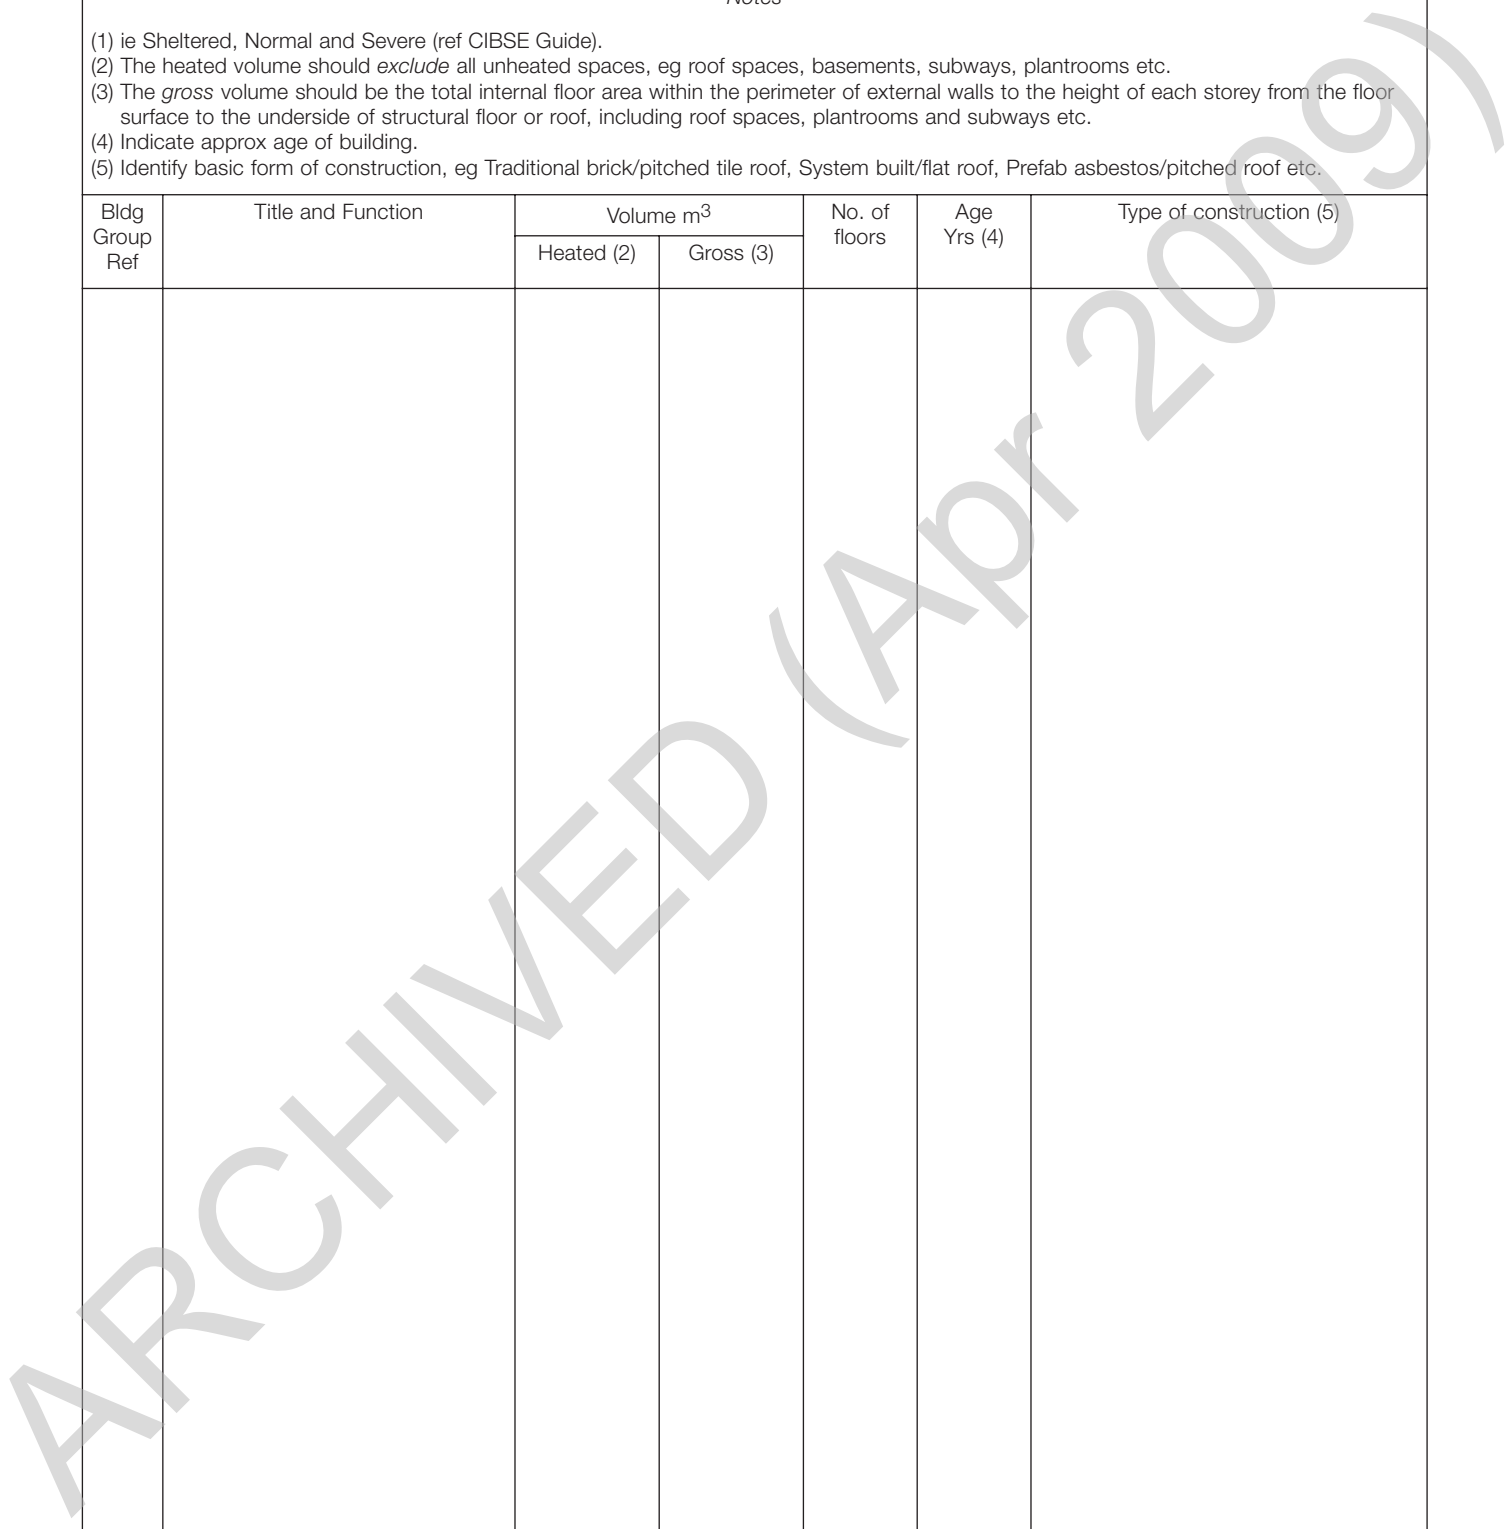 Notes
(1) ie Sheltered, Normal and Severe (ref CIBSE Guide).
(2) The heated volume should exclude all unheated spaces, eg roof spaces, basements, subways, plantrooms etc.
(3) The gross volume should be the total internal floor area within the perimeter of external walls to the height of each storey from the floor
surface to the underside of structural floor or roof, including roof spaces, plantrooms and subways etc.
(4) Indicate approx age of building.
(5) Identify basic form of construction, eg Traditional brick/pitched tile roof, System built/flat roof, Prefab asbestos/pitched roof etc.
Bldg
Group
Ref
Title and Function
Volume m3
Heated (2)
Gross (3)
No. of
floors
Age
Yrs (4)
Type of construction (5)
ARCHIVED (Apr 2009)